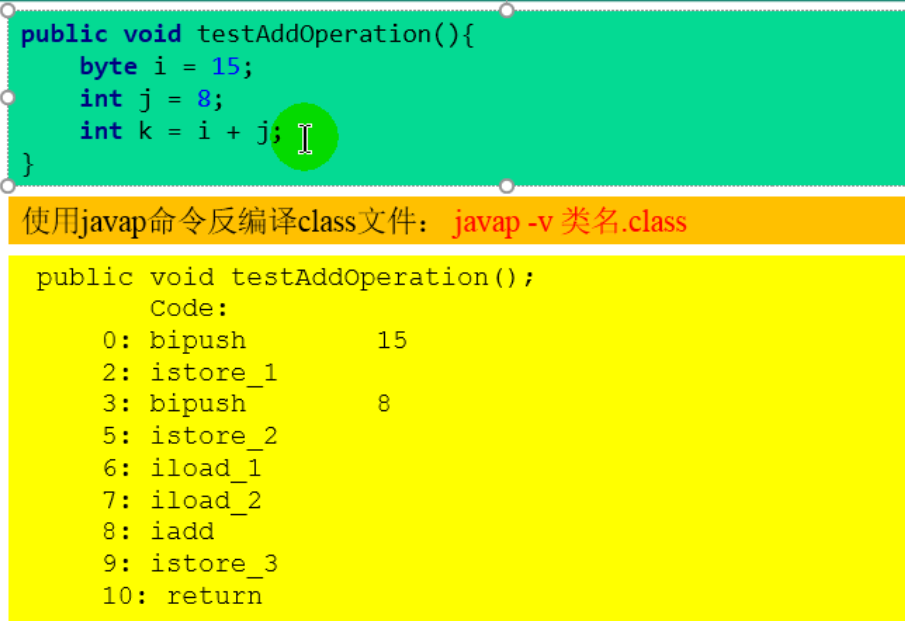 public void testAddOperation(){
byte i = 15;
int j = 8;
int k = i + j;
}
使用javap命令反编译class文件： javap -v 类名.class
public void testAddOperation();
Code:
0: bipush 15
2: istore_1
3: bipush 8
5: istore_2
6: iload_1
7: iload_2
8: iadd
9: istore_3
10: return